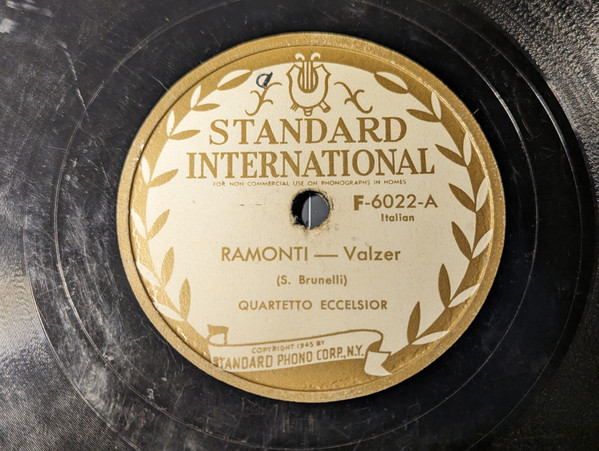 STANDARD
INTERNATIONAL
FOR NON COMMERCIAL USE ON PHONOGRAPHS IN HOMES
F-6022-A
Italian
RAMONTI — Valzer
(S. Brunelli)
QUARTETTO ECCELSIOR
COPYRIGHT 1945 BY
STANDARD PHONO CORP., N.Y.